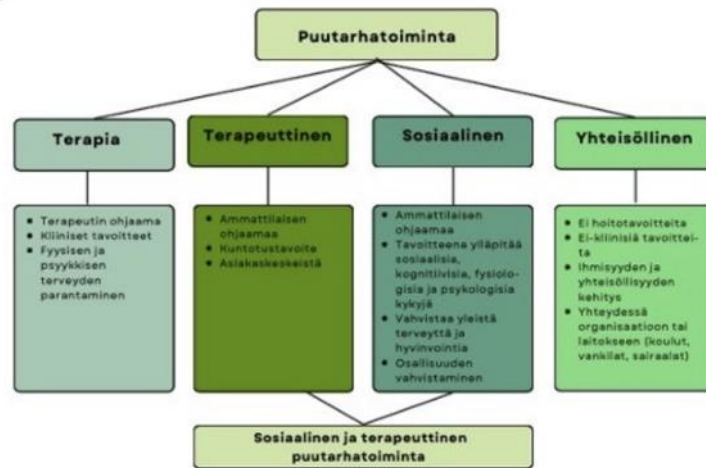 Puutarhatoiminta
Terapia
Terapeutin ohjaama
Kliiniset tavoitteet
Fyysisen ja
psyykkisen
terveyden
parantaminen
Terapeuttinen
Ammattilaisen
ohjaamaa
Kuntotustavoite
Asiakaskeskeistä
Sosiaalinen
Ammattilaisen
ohjaamaa
Tavoitteena ylläpitää
sosiaalisia,
kognitiivisia, fysiolo-
gisia ja psykologisia
kykyjä
Vahvistaa yleistä
terveyttä ja
hyvinvointia
Osallisuuden
vahvistaminen
Yhteisöllinen
Ei hoitotavoitteita
Ei-kliinisiä tavoittei-
ta
Ihmisyyden ja
yhteisöllisyyden
kehitys
Yhteydessä
organisaatioon tai
laitokseen (koulut,
vankilat, sairaalat)
Sosiaalinen ja terapeuttinen
puutarhatoiminta